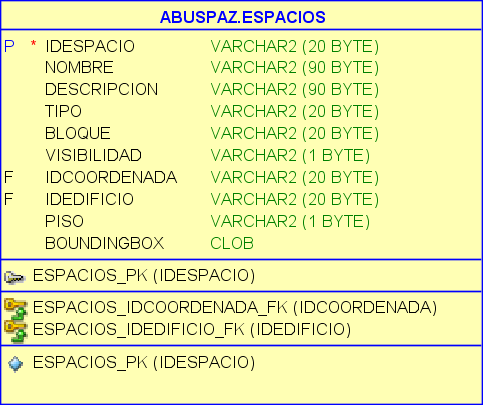 ABUSPAZ.ESPACIOS
P * IDESPACIO VARCHAR2 (20 BYTE)
NOMBRE VARCHAR2 (90 BYTE)
DESCRIPCION VARCHAR2 (90 BYTE)
TIPO VARCHAR2 (20 BYTE)
BLOQUE VARCHAR2 (20 BYTE)
VISIBILIDAD VARCHAR2 (1 BYTE)
F IDCOORDENADA VARCHAR2 (20 BYTE)
F IDEDIFICIO VARCHAR2 (20 BYTE)
PISO VARCHAR2 (1 BYTE)
BOUNDINGBOX CLOB
ESPACIOS_PK (IDESPACIO)
ESPACIOS_IDCOORDENADA_FK (IDCOORDENADA)
ESPACIOS_IDEDIFICIO_FK (IDEDIFICIO)
ESPACIOS_PK (IDESPACIO)